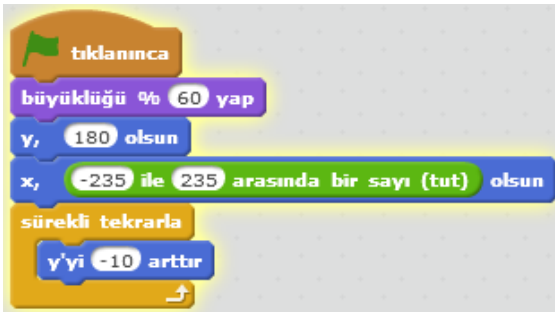 tıklanınca
büyüklüğü % 60 yap
y, 180 olsun
x, -235 ile 235 arasında bir sayı (tut) olsun
sürekli tekrarla
y'yi -10 arttır